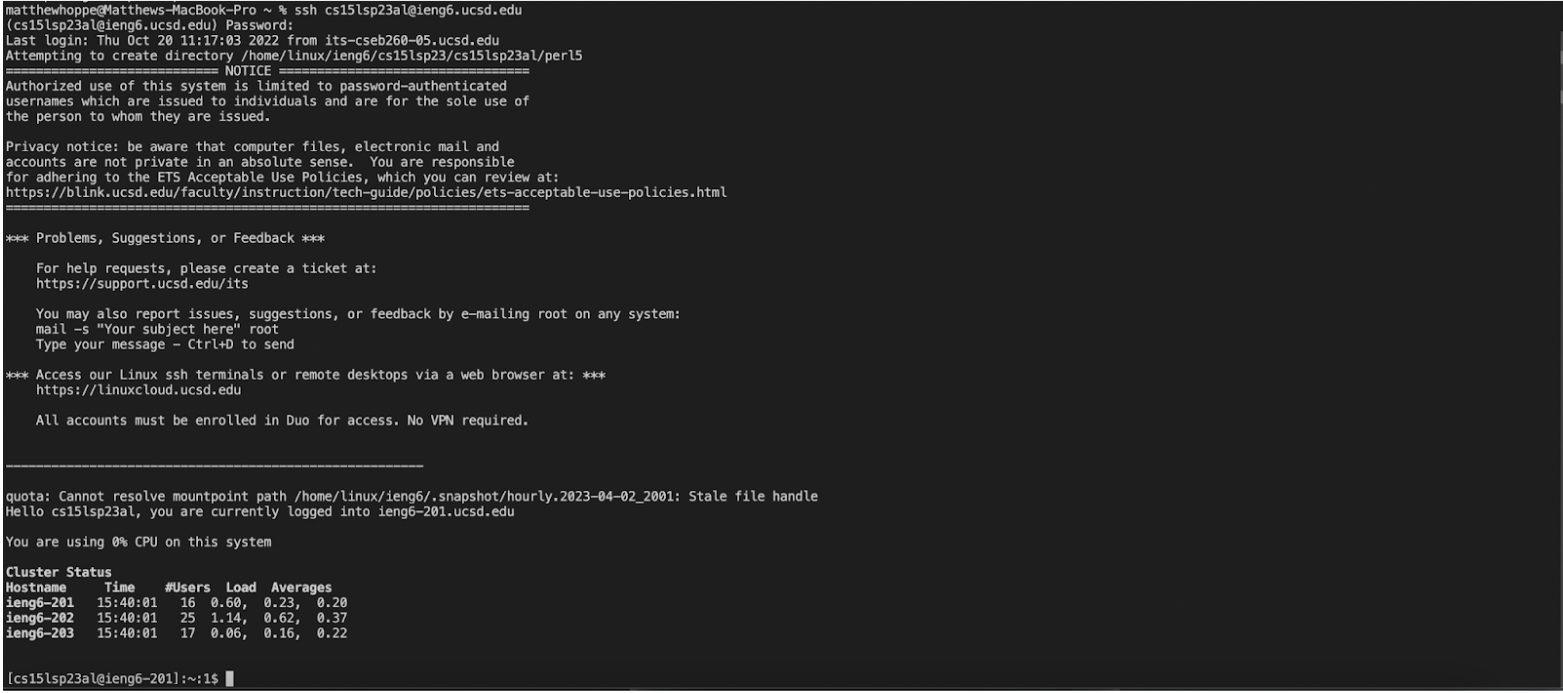 matthewhoppe@Matthews-MacBook-Pro ~ % ssh cs15lsp23al@ieng6.ucsd.edu
(cs15lsp23al@ieng6.ucsd.edu) Password:
Last login: Thu Oct 20 11:17:03 2022 from its-cseb260-05.ucsd.edu
Attempting to create directory /home/linux/ieng6/cs15lsp23/cs15lsp23al/perl5
============================ NOTICE =================================
Authorized use of this system is limited to password-authenticated
usernames which are issued to individuals and are for the sole use of
the person to whom they are issued.

Privacy notice: be aware that computer files, electronic mail and
accounts are not private in an absolute sense.  You are responsible
for adhering to the ETS Acceptable Use Policies, which you can review at:
https://blink.ucsd.edu/faculty/instruction/tech-guide/policies/ets-acceptable-use-policies.html
=====================================================================

*** Problems, Suggestions, or Feedback ***

    For help requests, please create a ticket at:
    https://support.ucsd.edu/its

    You may also report issues, suggestions, or feedback by e-mailing root on any system:
    mail -s "Your subject here" root
    Type your message - Ctrl+D to send

*** Access our Linux ssh terminals or remote desktops via a web browser at: ***
    https://linuxcloud.ucsd.edu

    All accounts must be enrolled in Duo for access. No VPN required.

-------------------------------------------------------

quota: Cannot resolve mountpoint path /home/linux/ieng6/.snapshot/hourly.2023-04-02_2001: Stale file handle
Hello cs15lsp23al, you are currently logged into ieng6-201.ucsd.edu

You are using 0% CPU on this system

Cluster Status
Hostname     Time    #Users  Load  Averages
ieng6-201   15:40:01   16  0.60,  0.23,  0.20
ieng6-202   15:40:01   25  1.14,  0.62,  0.37
ieng6-203   15:40:01   17  0.06,  0.16,  0.22

[cs15lsp23al@ieng6-201]:~:1$